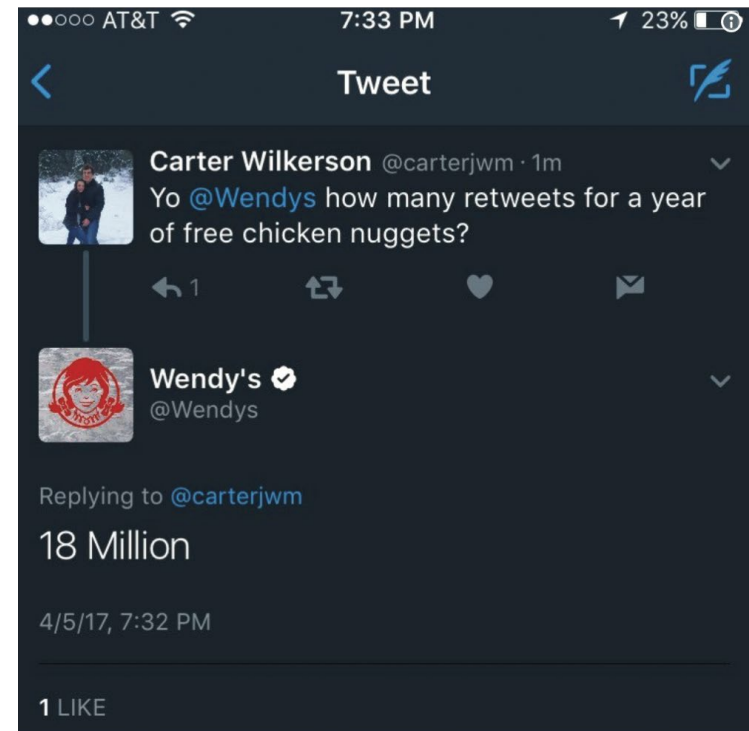 AT&T 7:33 PM 23%
Tweet
Carter Wilkerson @carterjwm · 1m
Yo @Wendys how many retweets for a year
of free chicken nuggets?
1
Wendy's
@Wendys
Replying to @carterjwm
18 Million
4/5/17, 7:32 PM
1 LIKE